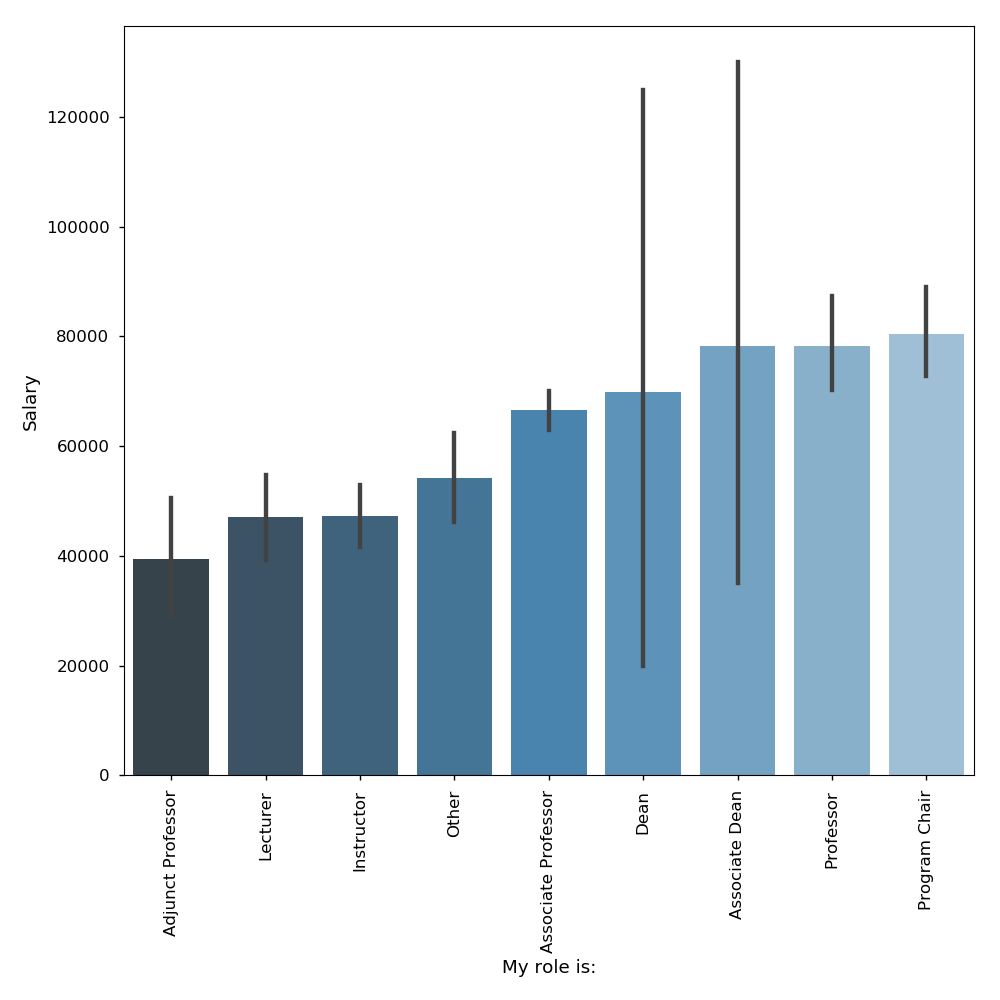 120000
100000
80000
60000
40000
20000
0
Salary
Adjunct Professor
Lecturer
Instructor
Other
Associate Professor
Dean
Associate Dean
Professor
Program Chair
My role is: